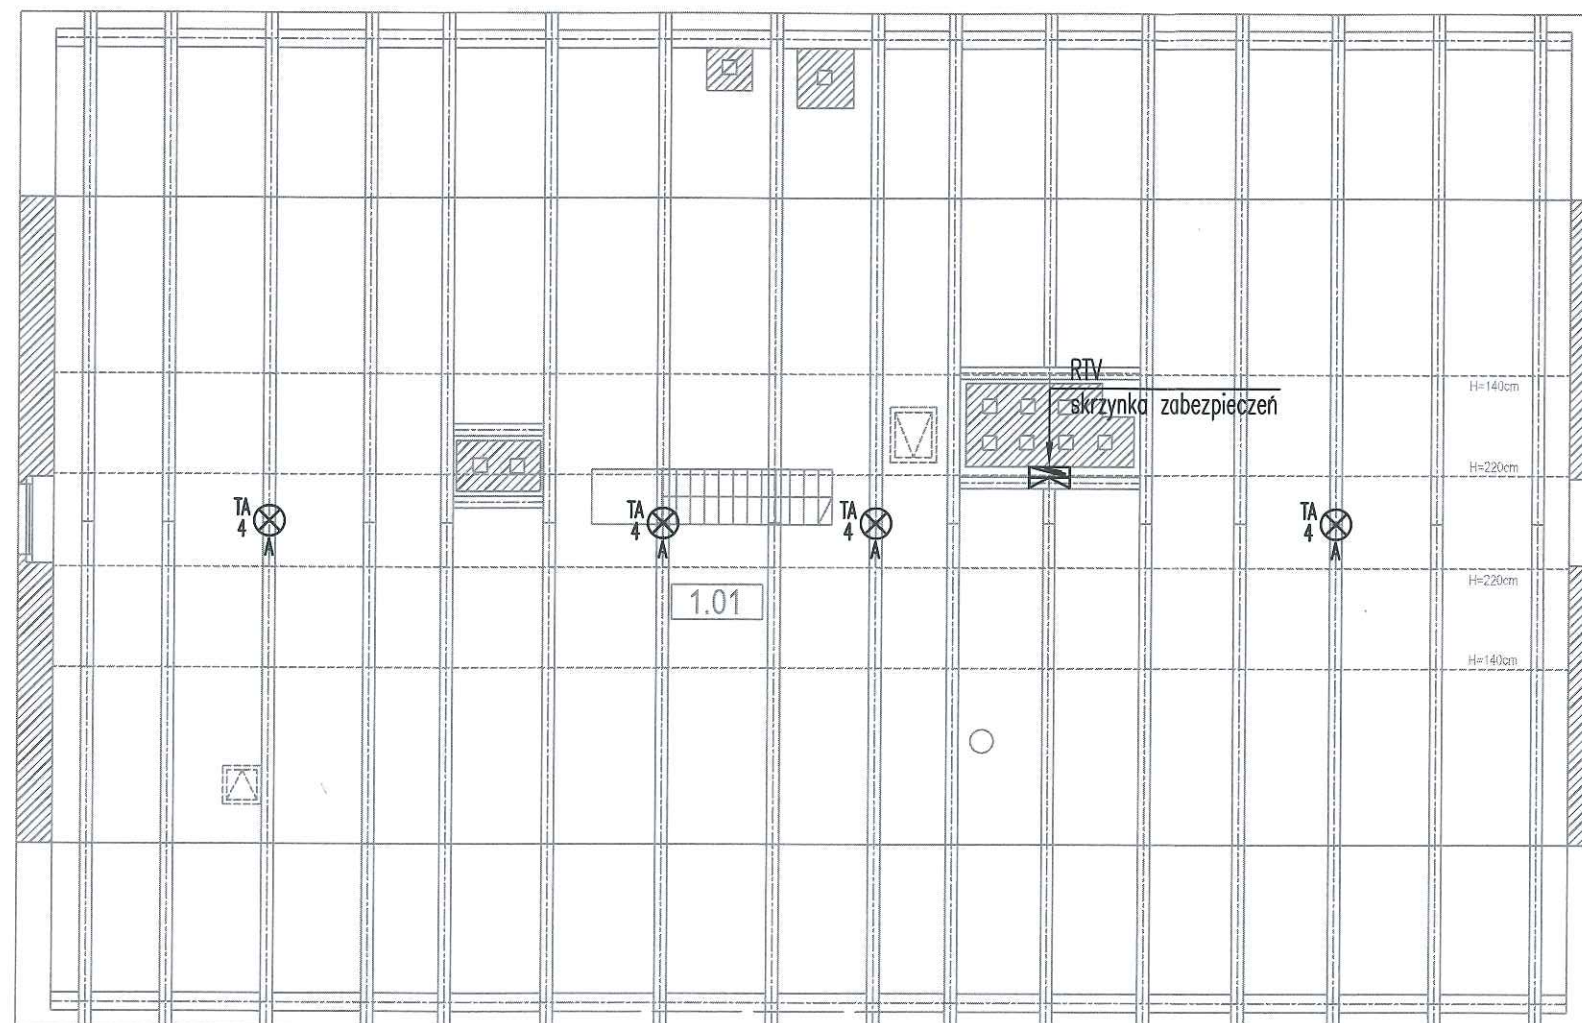 RTV
skrzynka zabezpieczeń
H=140cm
H=220cm
TA
4
A
TA
4
A
TA
4
A
TA
4
A
H=220cm
1.01
H=140cm